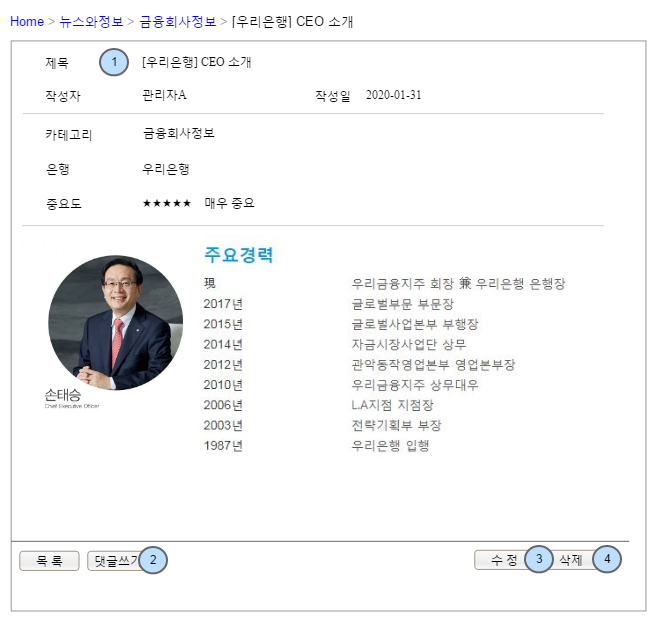 Home > 뉴스와정보 > 금융회사정보 > [우리은행] CEO 소개
제목 1 [우리은행] CEO 소개
작성자 관리자A 작성일 2020-01-31
카테고리 금융회사정보
은행 우리은행
중요도 ★★★★★ 매우 중요
주요경력
現 우리금융지주 회장 兼 우리은행 은행장
2017년 글로벌부문 부문장
2015년 글로벌사업본부 부행장
2014년 자금시장사업단 상무
2012년 관악동작영업본부 영업본부장
2010년 우리금융지주 상무대우
2006년 L.A지점 지점장
2003년 전략기획부 부장
1987년 우리은행 입행
손태승
Chief Executive Officer
목 록 댓글쓰기 2 수 정 3 삭제 4